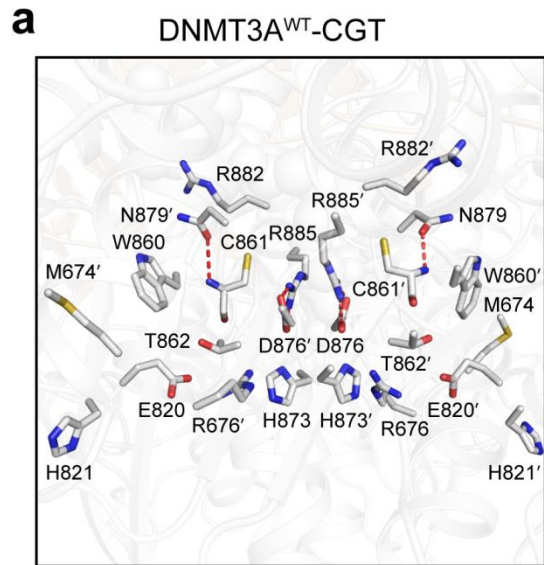 a
DNMT3A^WT-CGT
R882′
R882
R885′
N879′
N879
R885
C861
W860
C861′
W860′
M674′
M674
T862
D876′ D876
T862′
E820
E820′
R676′
H873
H873′
R676
H821
H821′